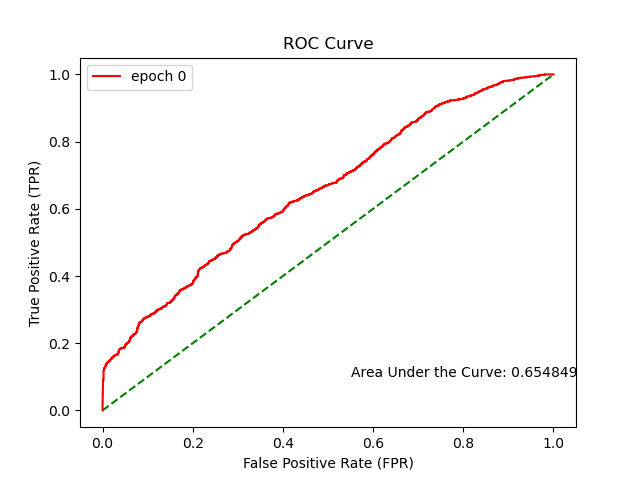 ROC Curve
epoch 0
1.0
0.8
0.6
0.4
0.2
0.0
True Positive Rate (TPR)
Area Under the Curve: 0.654849
0.0 0.2 0.4 0.6 0.8 1.0
False Positive Rate (FPR)